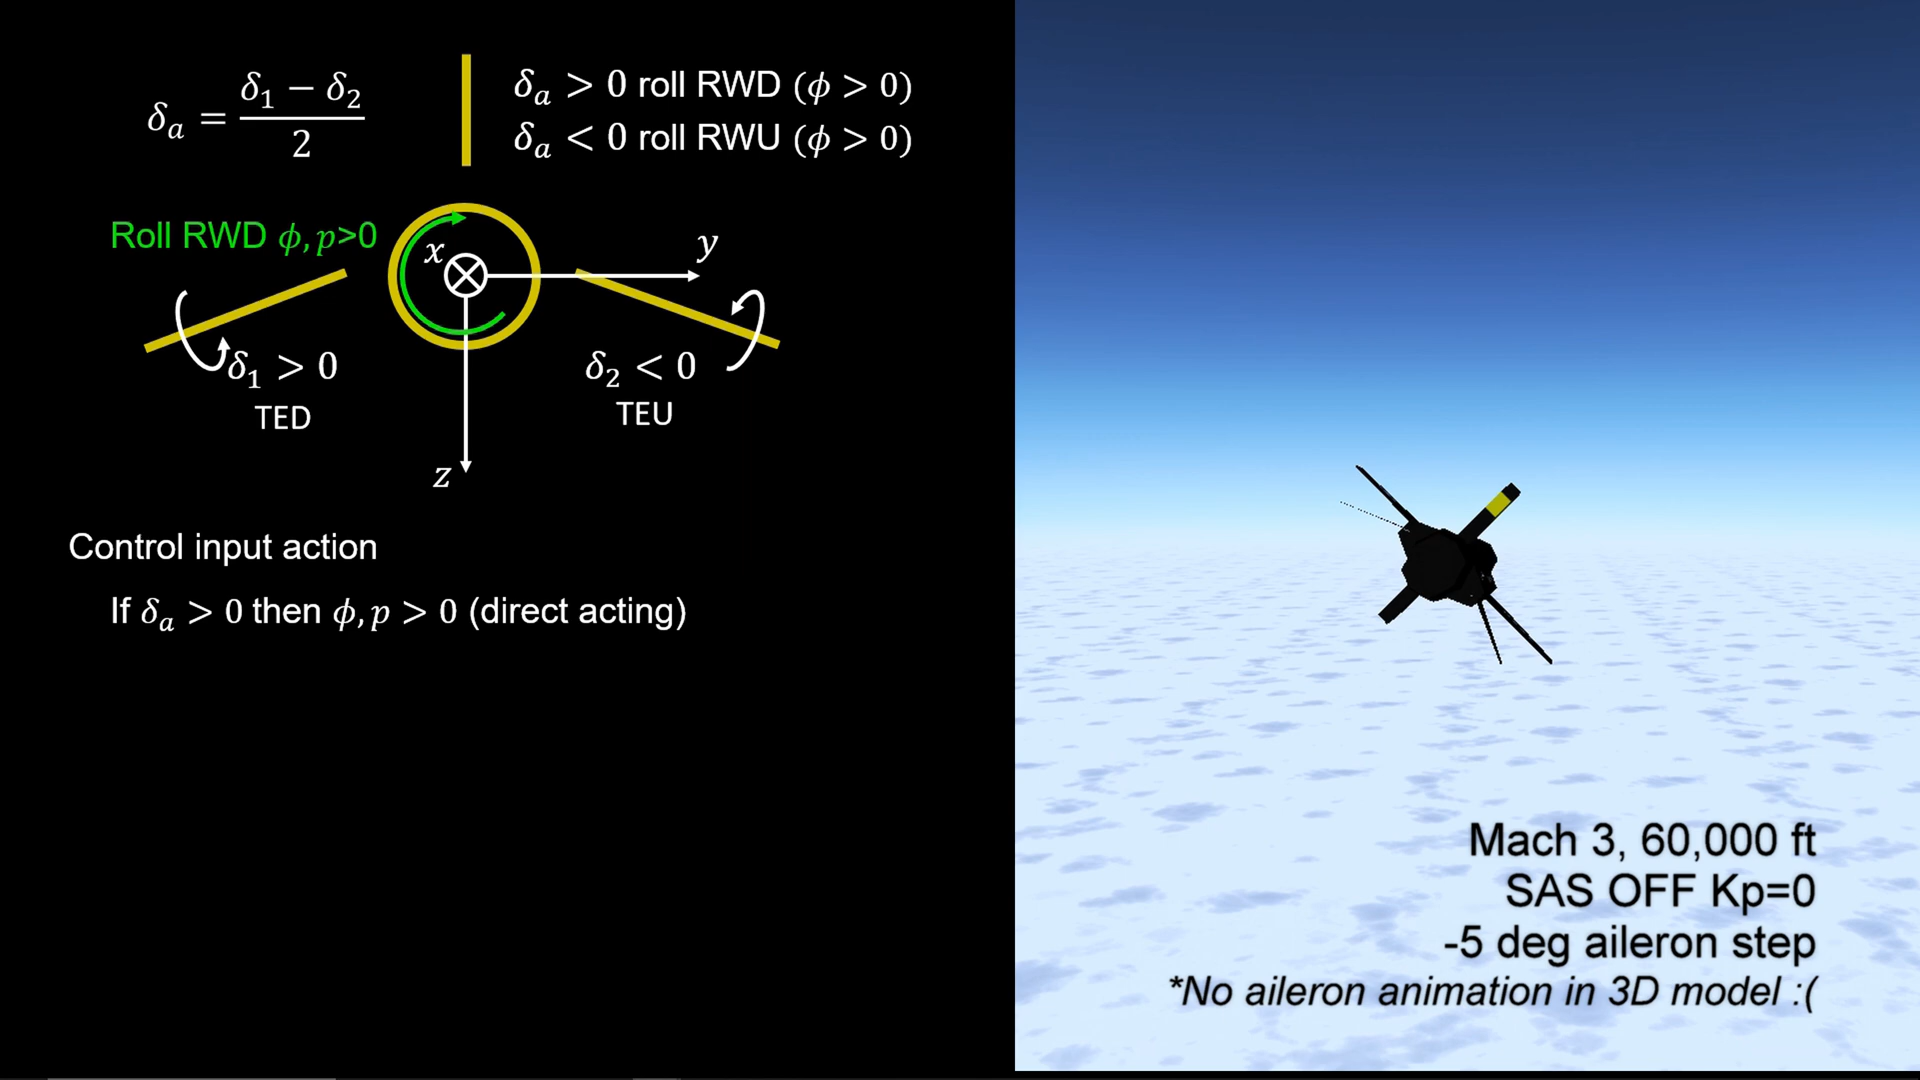 δₐ = (δ₁ − δ₂)/2
δₐ > 0 roll RWD (ϕ > 0)
δₐ < 0 roll RWU (ϕ > 0)
Roll RWD ϕ, p>0
x
y
δ₁ > 0
TED
δ₂ < 0
TEU
z
Control input action
If δₐ > 0 then ϕ, p > 0 (direct acting)
Mach 3, 60,000 ft
SAS OFF Kp=0
-5 deg aileron step
*No aileron animation in 3D model :(